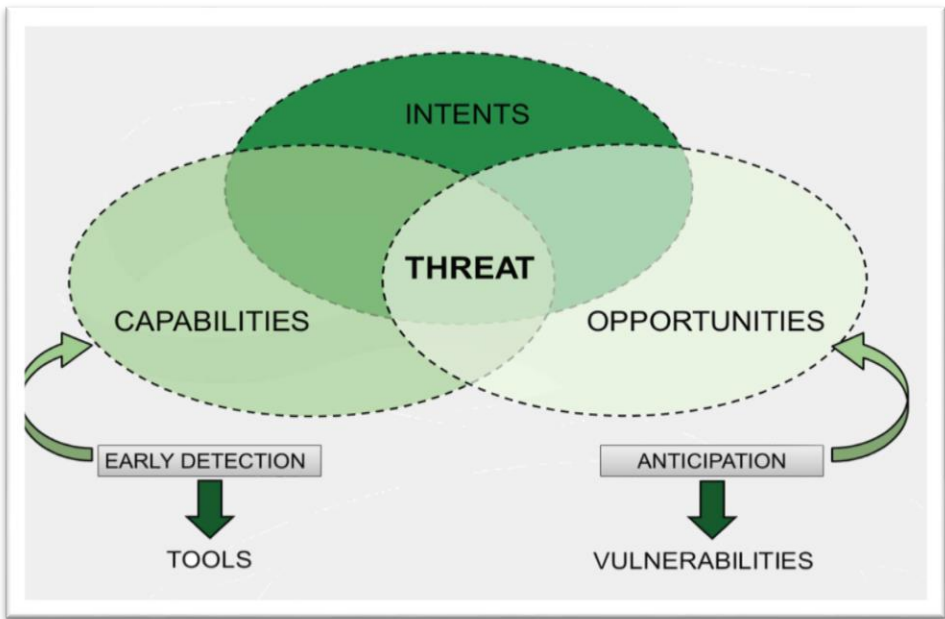 INTENTS
THREAT
CAPABILITIES
OPPORTUNITIES
EARLY DETECTION
ANTICIPATION
TOOLS
VULNERABILITIES